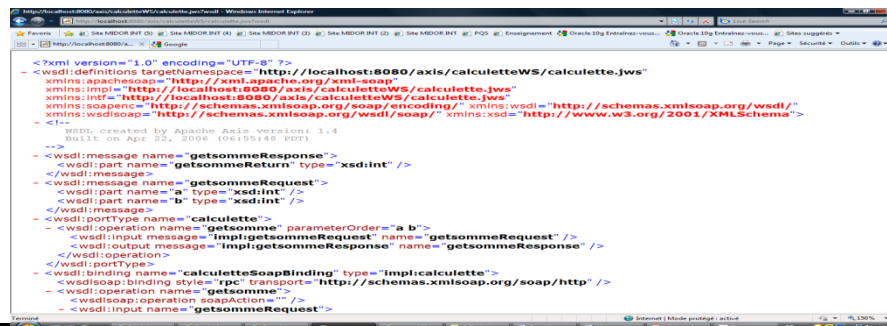 http://localhost:8080/axis/calculetteWS/calculette.jws?wsdl - Windows Internet Explorer
http://localhost:8080/axis/calculetteWS/calculette.jws?wsdl
Live Search
Favoris Site MIDOR INT (5) Site MIDOR INT (4) Site MIDOR INT (3) Site MIDOR INT (2) Site MIDOR INT PQS Enseignement Oracle 10g Entraînez-vous... Oracle 10g Entraînez-vous... Sites suggérés
http://localhost:8080/a... Google Page Sécurité Outils
<?xml version="1.0" encoding="UTF-8" ?>
- <wsdl:definitions targetNamespace="http://localhost:8080/axis/calculetteWS/calculette.jws"
xmlns:apachesoap="http://xml.apache.org/xml-soap"
xmlns:impl="http://localhost:8080/axis/calculetteWS/calculette.jws"
xmlns:intf="http://localhost:8080/axis/calculetteWS/calculette.jws"
xmlns:soapenc="http://schemas.xmlsoap.org/soap/encoding/" xmlns:wsdl="http://schemas.xmlsoap.org/wsdl/"
xmlns:wsdlsoap="http://schemas.xmlsoap.org/wsdl/soap/" xmlns:xsd="http://www.w3.org/2001/XMLSchema">
- <!--
WSDL created by Apache Axis version: 1.4
Built on Apr 22, 2006 (06:55:48 PDT)
-->
- <wsdl:message name="getsommeResponse">
<wsdl:part name="getsommeReturn" type="xsd:int" />
</wsdl:message>
- <wsdl:message name="getsommeRequest">
<wsdl:part name="a" type="xsd:int" />
<wsdl:part name="b" type="xsd:int" />
</wsdl:message>
- <wsdl:portType name="calculette">
- <wsdl:operation name="getsomme" parameterOrder="a b">
<wsdl:input message="impl:getsommeRequest" name="getsommeRequest" />
<wsdl:output message="impl:getsommeResponse" name="getsommeResponse" />
</wsdl:operation>
</wsdl:portType>
- <wsdl:binding name="calculetteSoapBinding" type="impl:calculette">
<wsdlsoap:binding style="rpc" transport="http://schemas.xmlsoap.org/soap/http" />
- <wsdl:operation name="getsomme">
<wsdlsoap:operation soapAction="" />
- <wsdl:input name="getsommeRequest">
Terminé Internet | Mode protégé : activé 150%